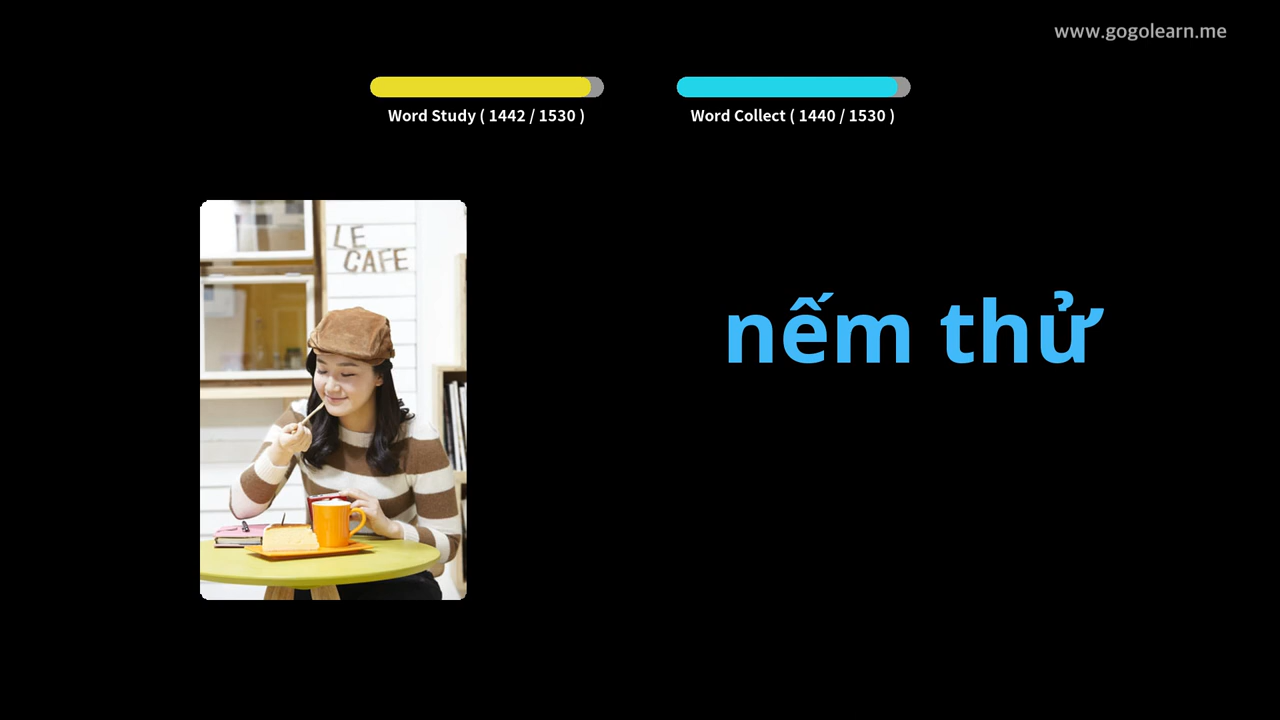 www.gogolearn.me
Word Study ( 1442 / 1530 )
Word Collect ( 1440 / 1530 )
LE
CAFE
nếm thử